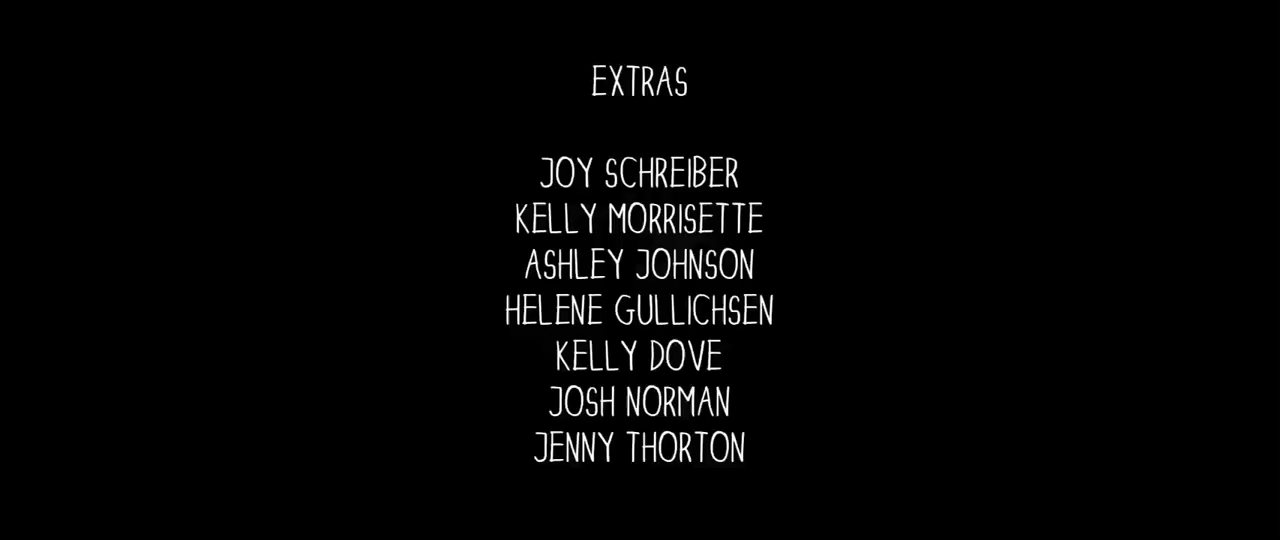 EXTRAS
JOY SCHREIBER
KELLY MORRISETTE
ASHLEY JOHNSON
HELENE GULLICHSEN
KELLY DOVE
JOSH NORMAN
JENNY THORTON